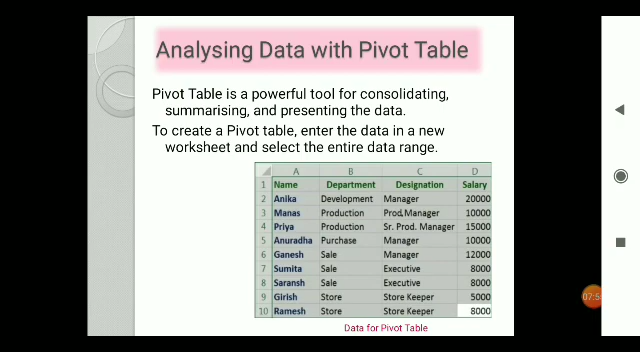 Analysing Data with Pivot Table
Pivot Table is a powerful tool for consolidating,
summarising, and presenting the data.
To create a Pivot table, enter the data in a new
worksheet and select the entire data range.
A B C D
1 Name Department Designation Salary
2 Anika Development Manager 20000
3 Manas Production Prod,Manager 10000
4 Priya Production Sr. Prod. Manager 15000
5 Anuradha Purchase Manager 10000
6 Ganesh Sale Manager 12000
7 Sumita Sale Executive 8000
8 Saransh Sale Executive 8000
9 Girish Store Store Keeper 5000
10 Ramesh Store Store Keeper 8000
Data for Pivot Table